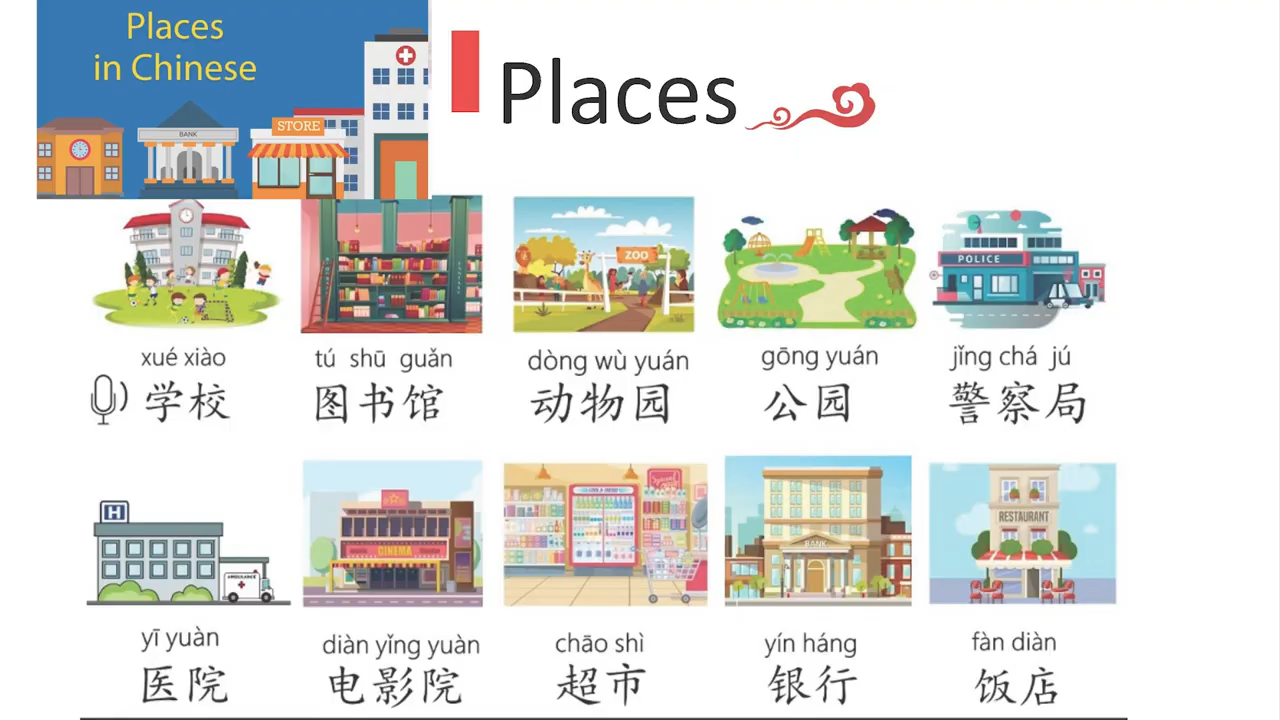 Places
in Chinese
BANK
STORE
Places
ZOO
POLICE
xué xiào
tú shū guǎn
dòng wù yuán
gōng yuán
jǐng chá jú
学校
图书馆
动物园
公园
警察局
H
AMBULANCE
CINEMA
BANK
RESTAURANT
yī yuàn
diàn yǐng yuàn
chāo shì
yín háng
fàn diàn
医院
电影院
超市
银行
饭店